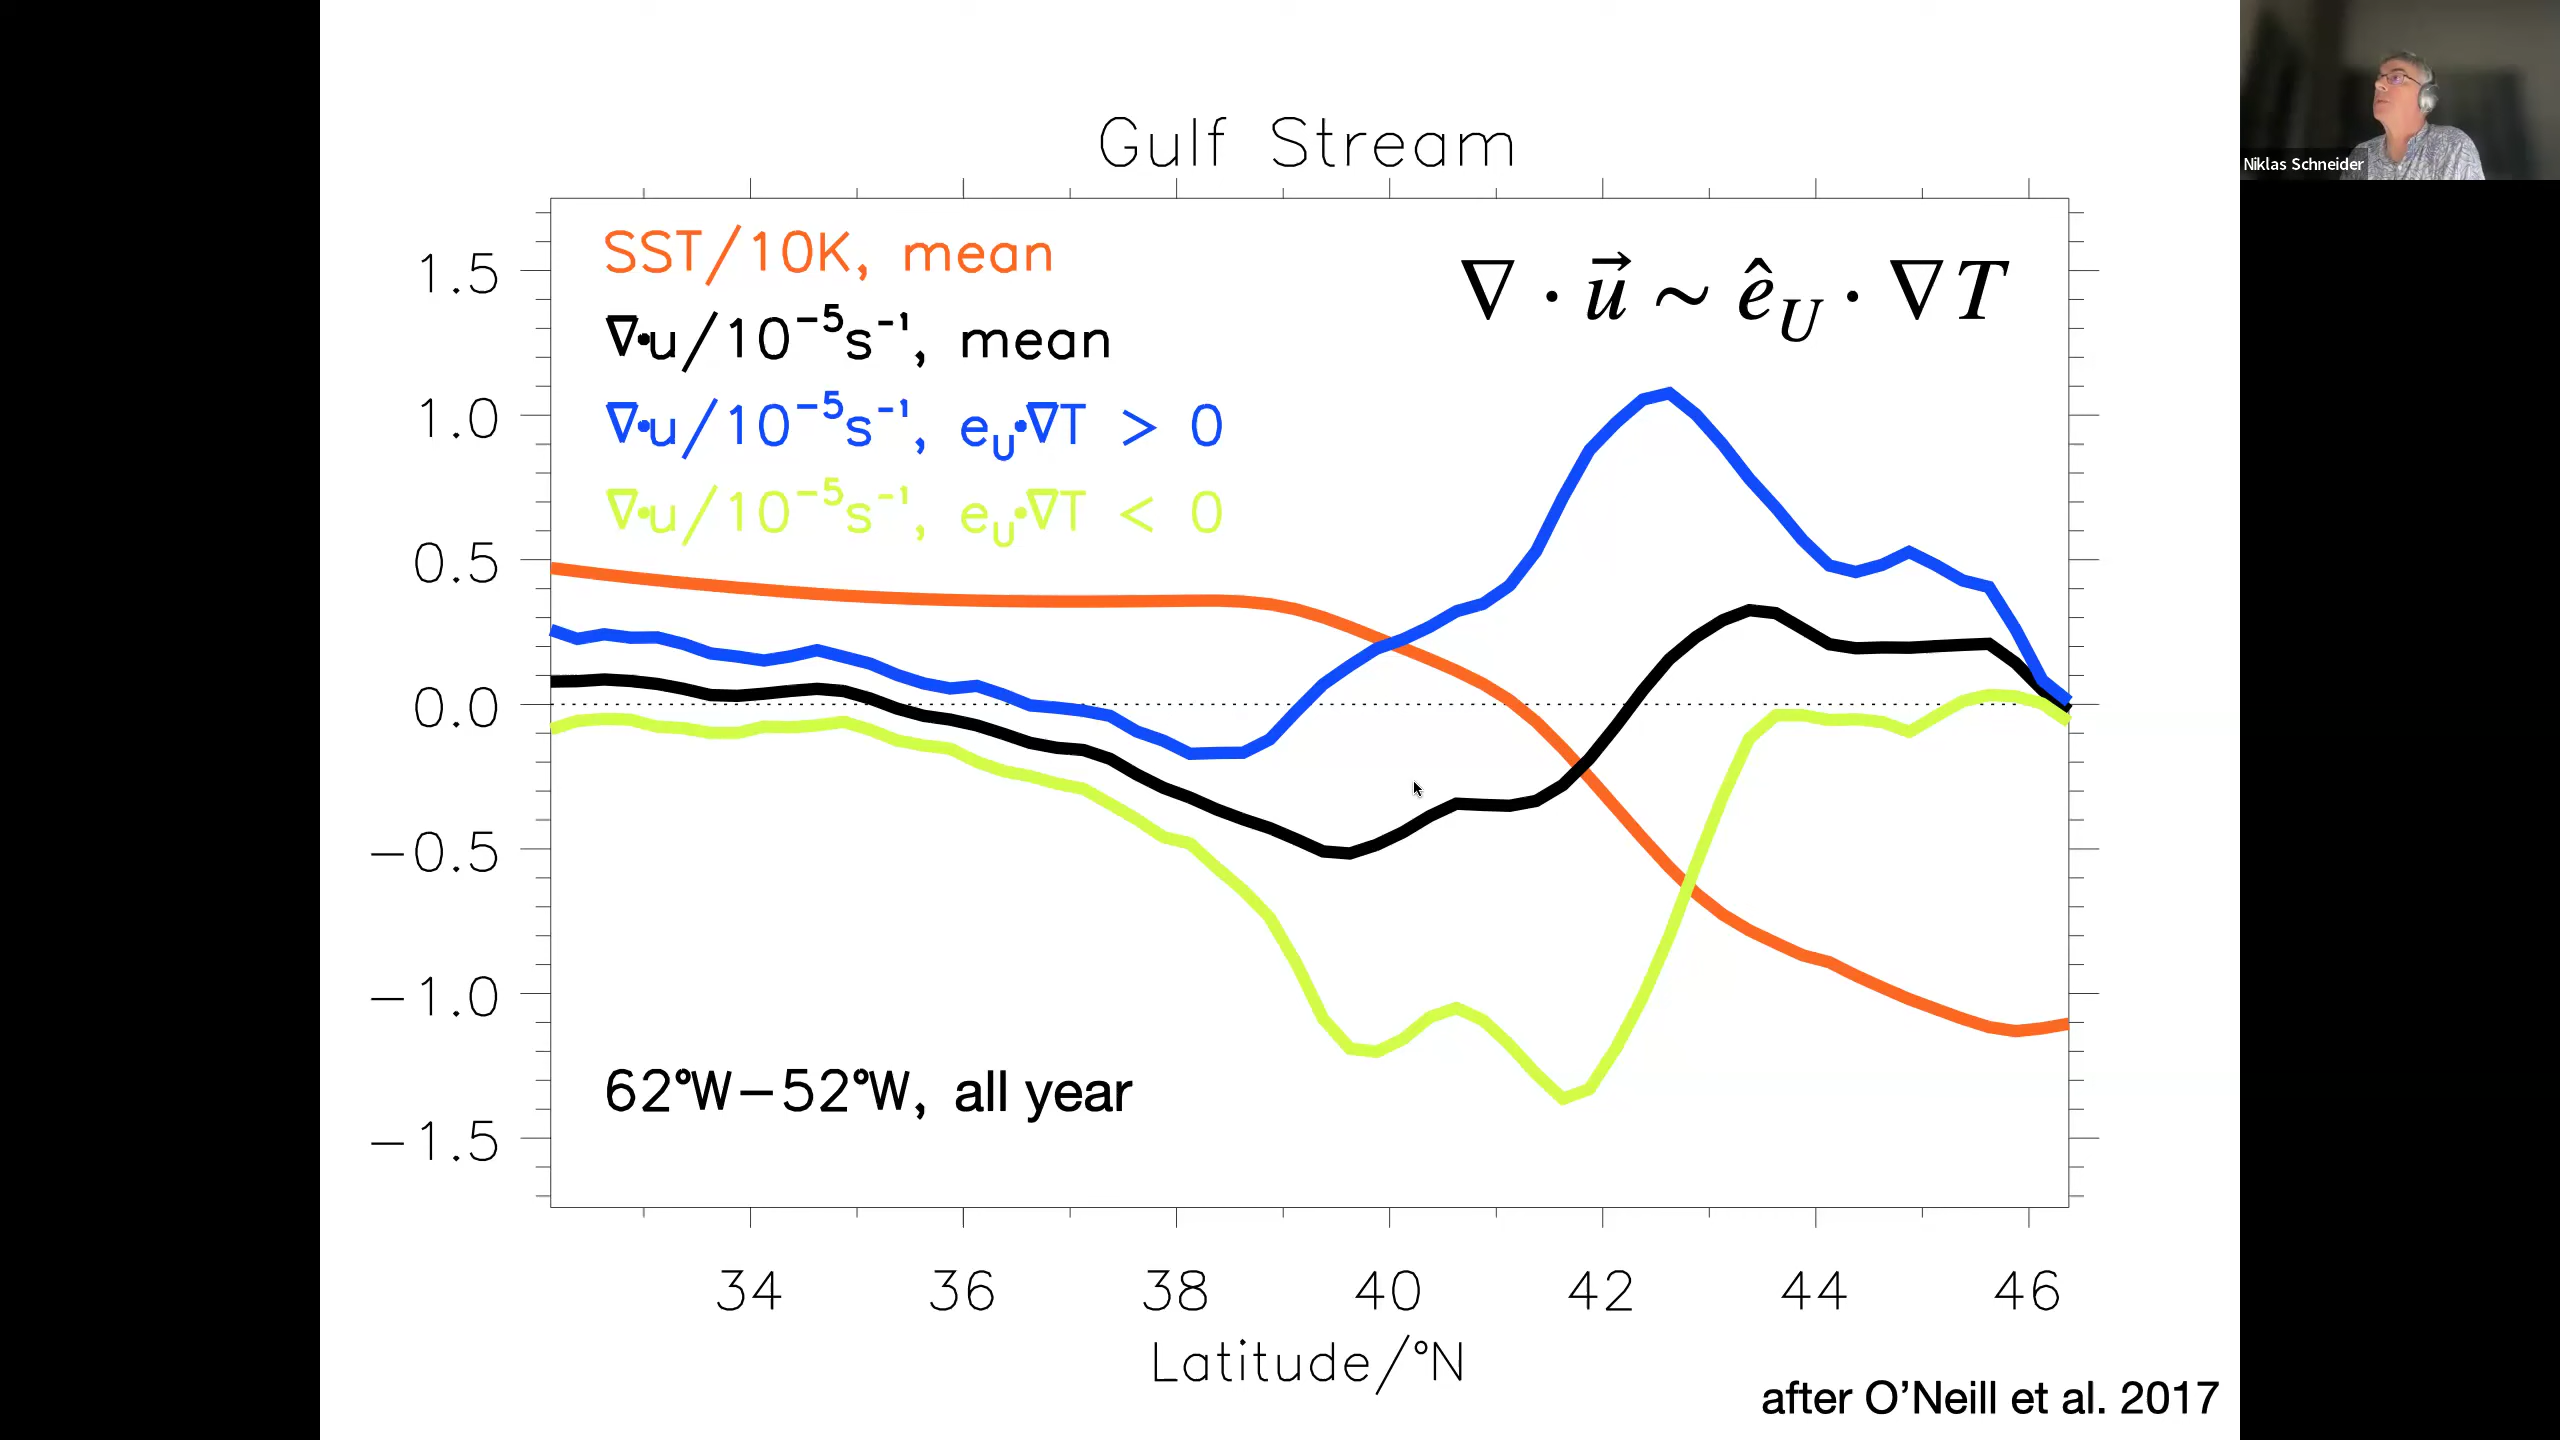 Gulf Stream
SST/10K, mean
∇·u/10⁻⁵s⁻¹, mean
∇·u/10⁻⁵s⁻¹, e_U·∇T > 0
∇·u/10⁻⁵s⁻¹, e_U·∇T < 0
∇ · u⃗ ~ ê_U · ∇T
1.5
1.0
0.5
0.0
−0.5
−1.0
−1.5
62°W−52°W, all year
34 36 38 40 42 44 46
Latitude/°N
after O’Neill et al. 2017
Niklas Schneider